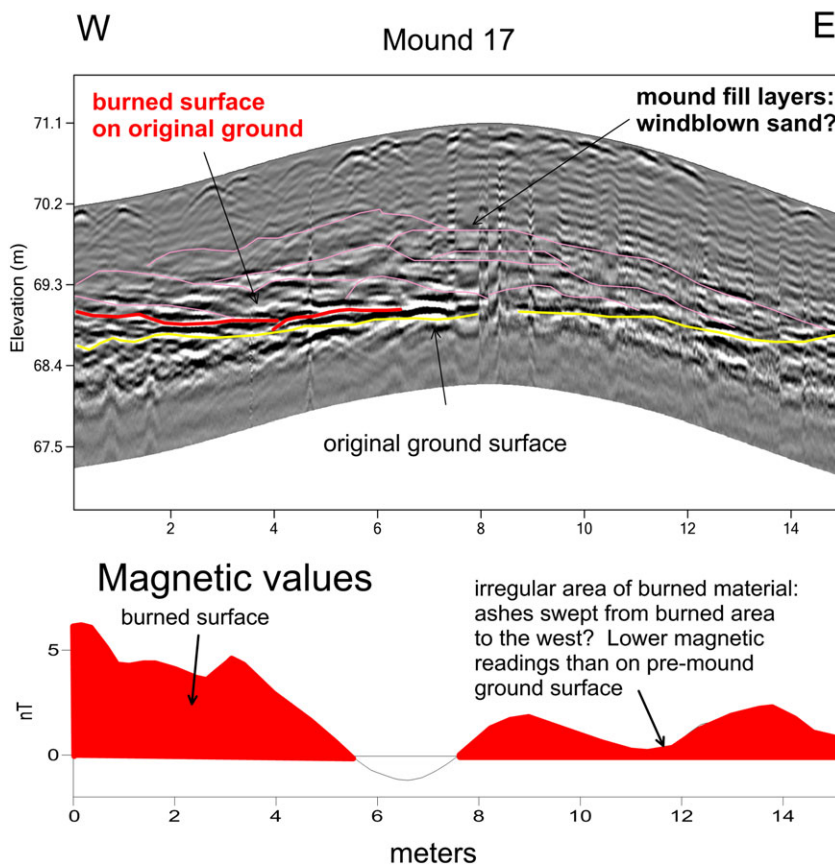 W
Mound 17
E
burned surface
on original ground
mound fill layers:
windblown sand?
Elevation (m)
71.1
70.2
69.3
68.4
67.5
original ground surface
2
4
6
8
10
12
14
Magnetic values
burned surface
irregular area of burned material:
ashes swept from burned area
to the west? Lower magnetic
readings than on pre-mound
ground surface
nT
5
0
0
2
4
6
8
10
12
14
meters